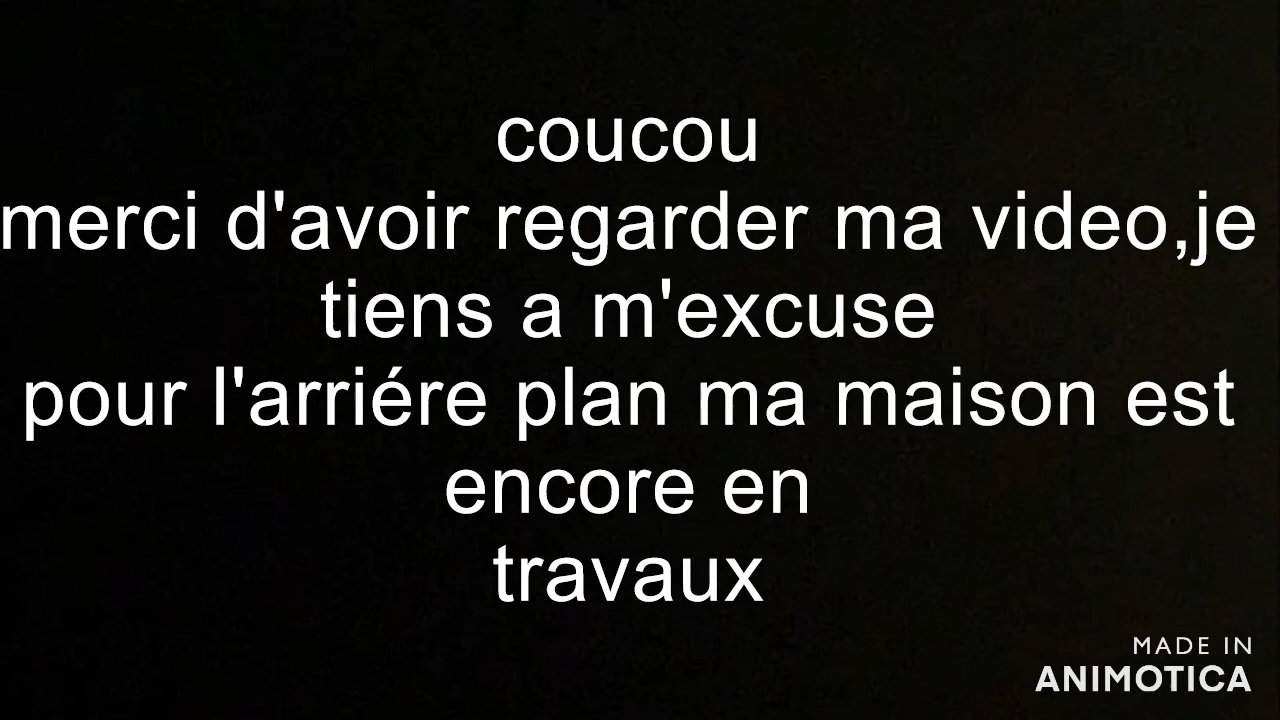 coucou
merci d'avoir regarder ma video,je
tiens a m'excuse
pour l'arriére plan ma maison est
encore en
travaux
MADE IN
ANIMOTICA